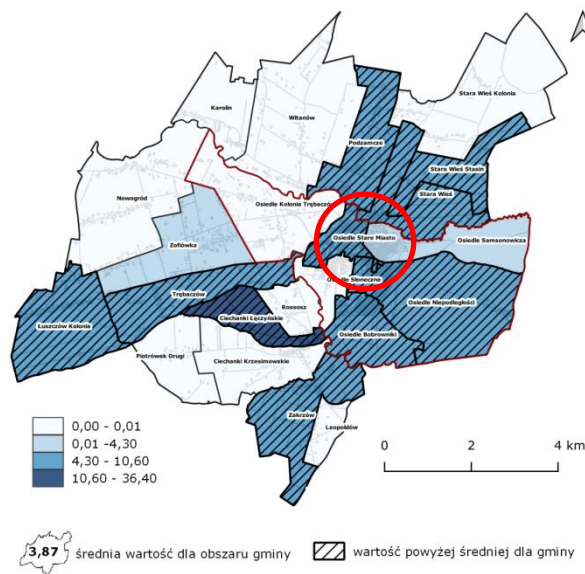 Karolin
Witanów
Stara Wieś Kolonia
Podzamcze
Stara Wieś Stasin
Stara Wieś
Nowogród
Osiedle Kolonia Trębaczów
Zofiówka
Osiedle Stare Miasto
Osiedle Samsonowicza
Osiedle Słoneczne
Trębaczów
Osiedle Niepodległości
Łuszczów Kolonia
Rossosz
Ciechanki Łęczyńskie
Osiedle Bobrowniki
Piotrówek Drugi
Ciechanki Krzesimowskie
Zakrzów
Leopoldów
0,00 - 0,01
0,01 -4,30
4,30 - 10,60
10,60 - 36,40
0 2 4 km
3,87 średnia wartość dla obszaru gminy
wartość powyżej średniej dla gminy